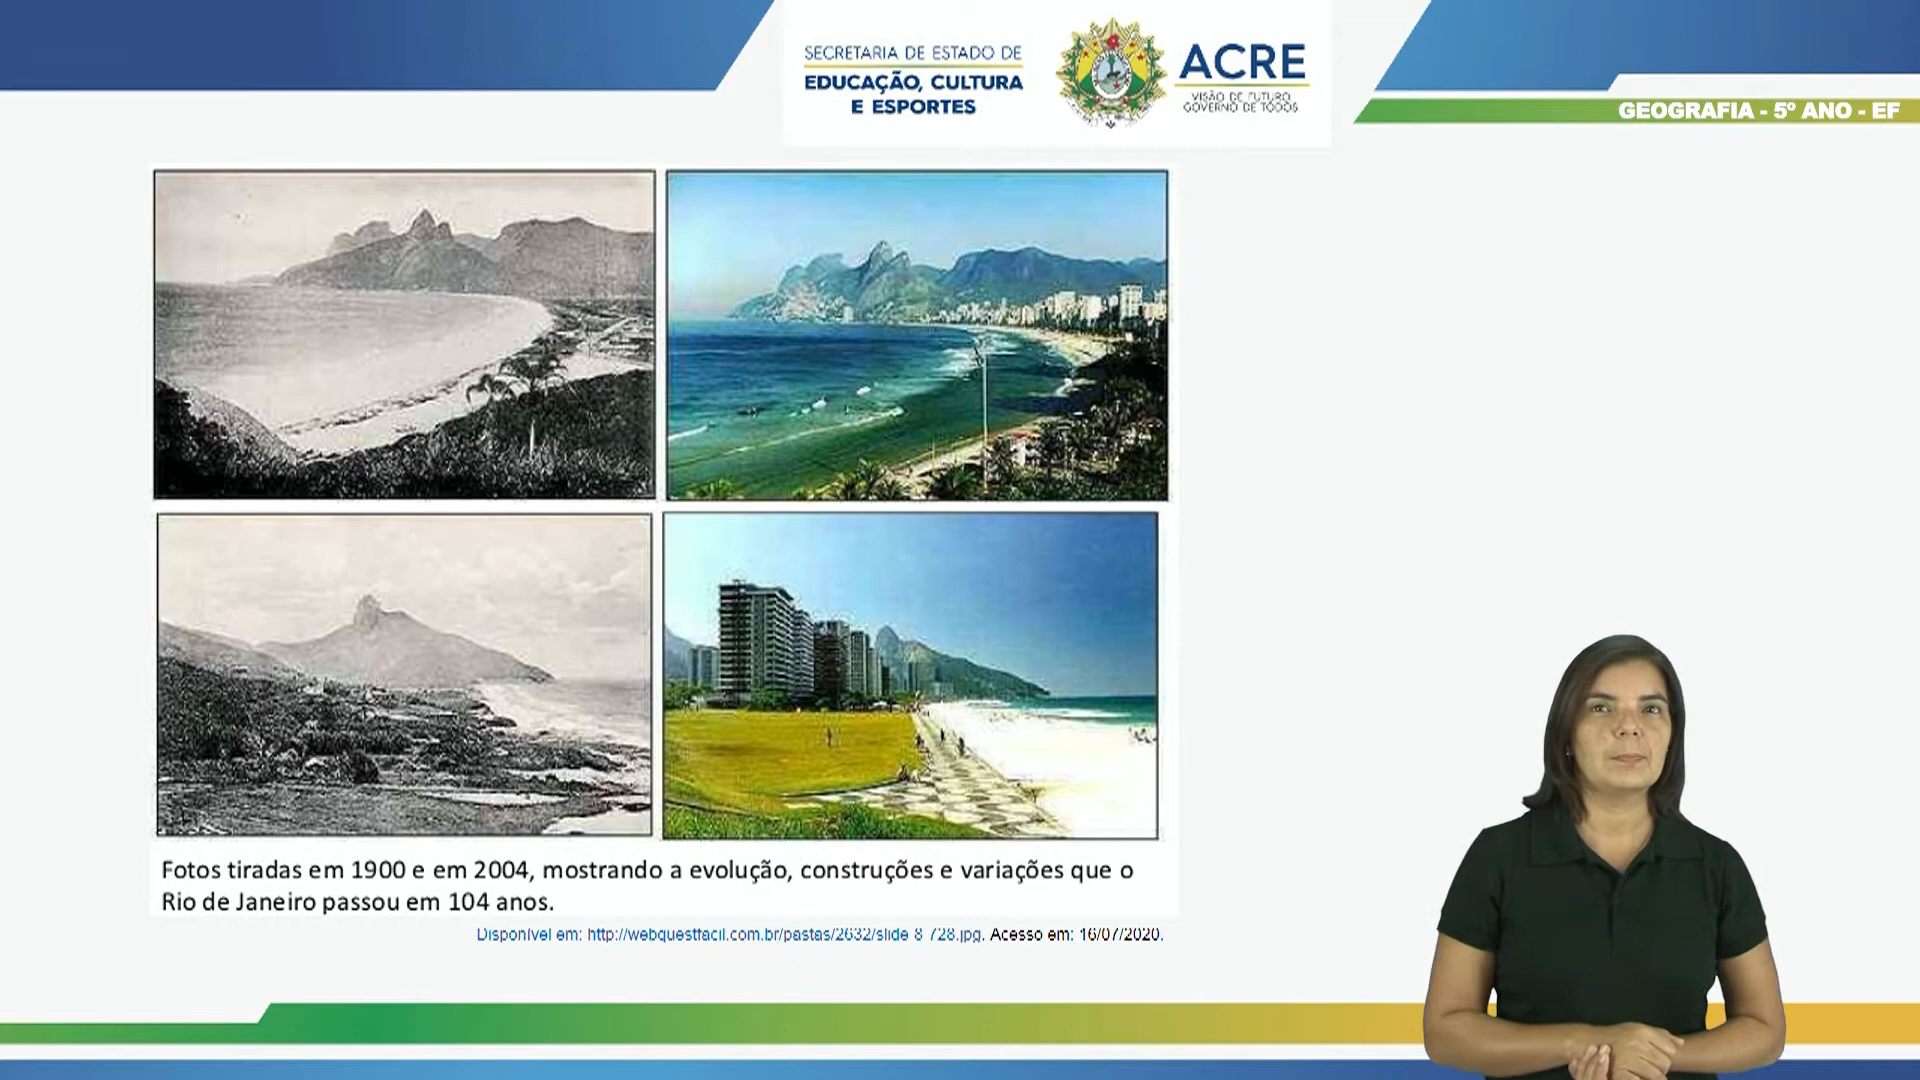 SECRETARIA DE ESTADO DE
EDUCAÇÃO, CULTURA
E ESPORTES
ACRE
VISÃO DE FUTURO
GOVERNO DE TODOS
GEOGRAFIA - 5º ANO - EF
Fotos tiradas em 1900 e em 2004, mostrando a evolução, construções e variações que o
Rio de Janeiro passou em 104 anos.
Disponível em: http://webquestfacil.com.br/pastas/2632/slide 8 728.jpg. Acesso em: 16/07/2020.